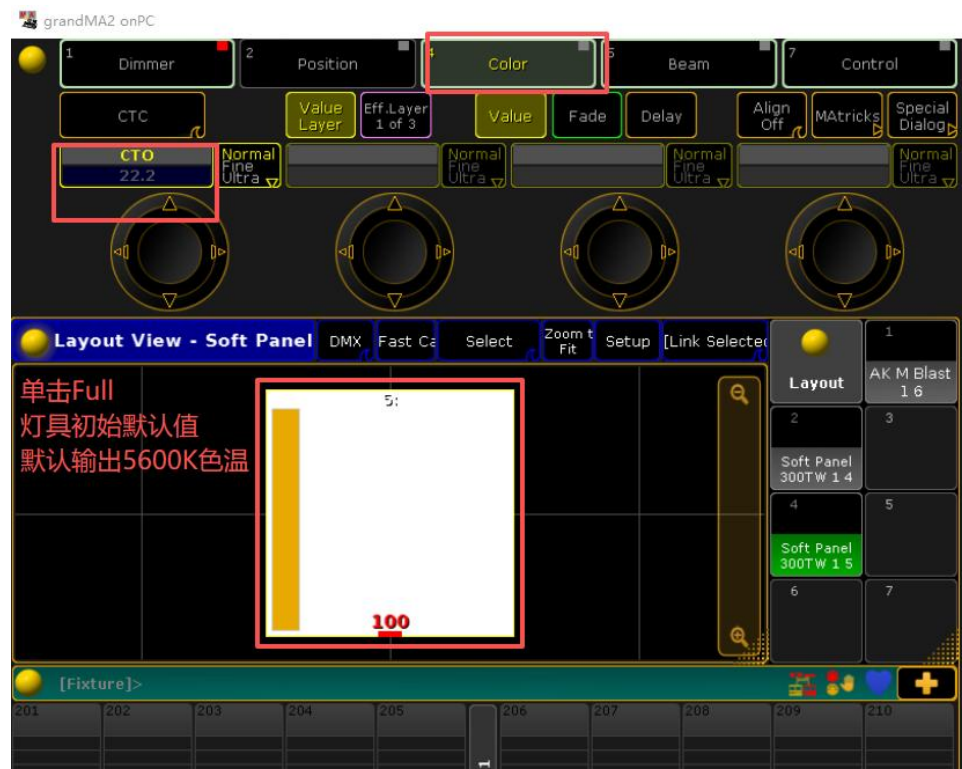 grandMA2 onPC
1 Dimmer
2 Position
4 Color
5 Beam
7 Control
CTC
Value Layer
Eff.Layer 1 of 3
Value
Fade
Delay
Align Off
MAtricks
Special Dialog
CTO
22.2
Normal
Fine
Ultra
Normal
Fine
Ultra
Normal
Fine
Ultra
Normal
Fine
Ultra
Layout View - Soft Panel
DMX
Fast Ca
Select
Zoom t
Fit
Setup
[Link Selected
单击Full
灯具初始默认值
默认输出5600K色温
5:
100
Layout
1
AK M Blast
1 6
2
Soft Panel
300TW 1 4
3
4
Soft Panel
300TW 1 5
5
6
7
[Fixture]>
201
202
203
204
205
206
207
208
209
210
1